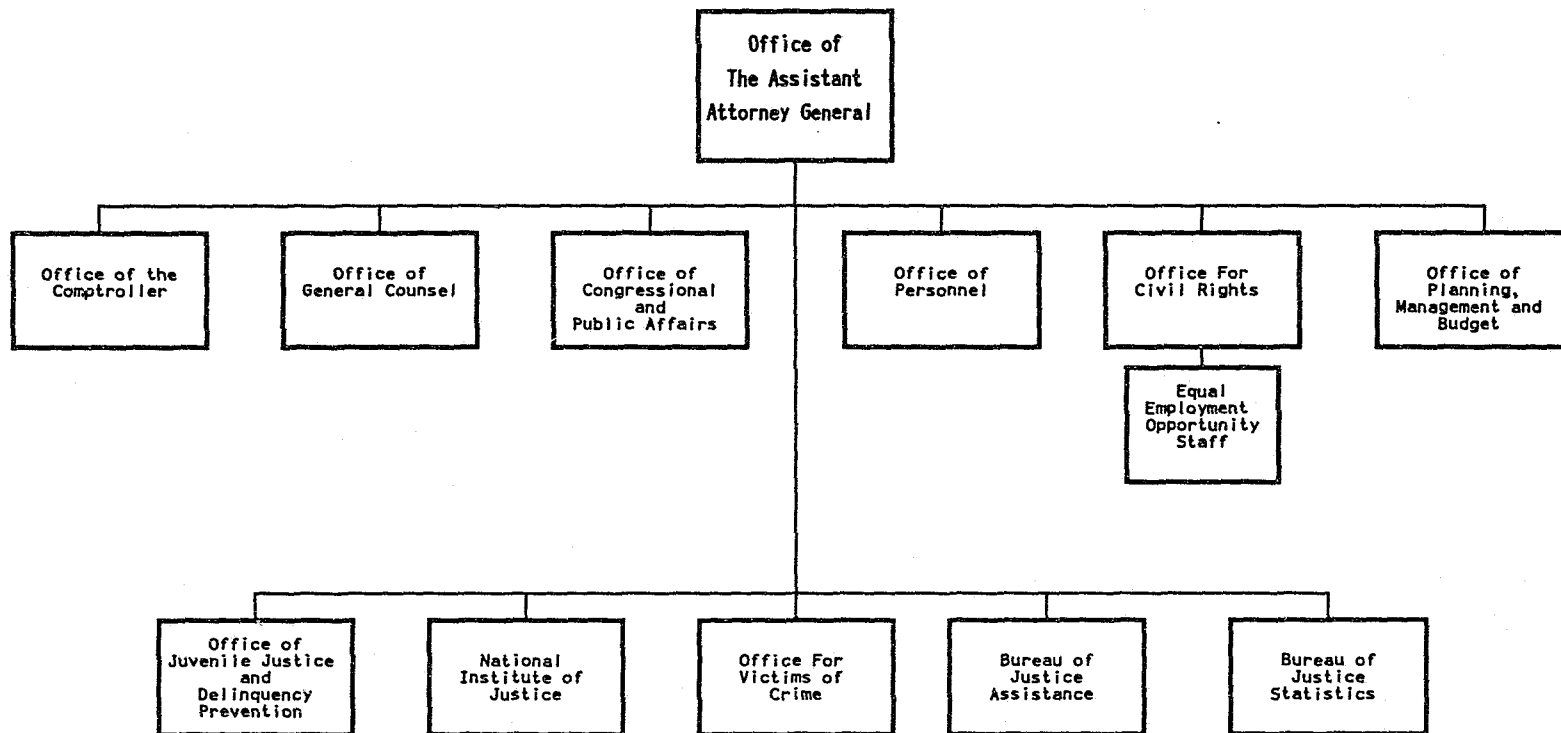 Office of
The Assistant
Attorney General
Office of the
Comptroller
Office of
General Counsel
Office of
Congressional
and
Public Affairs
Office of
Personnel
Office For
Civil Rights
Office of
Planning,
Management and
Budget
Equal
Employment
Opportunity
Staff
Office of
Juvenile Justice
and
Delinquency
Prevention
National
Institute of
Justice
Office For
Victims of
Crime
Bureau of
Justice
Assistance
Bureau of
Justice
Statistics